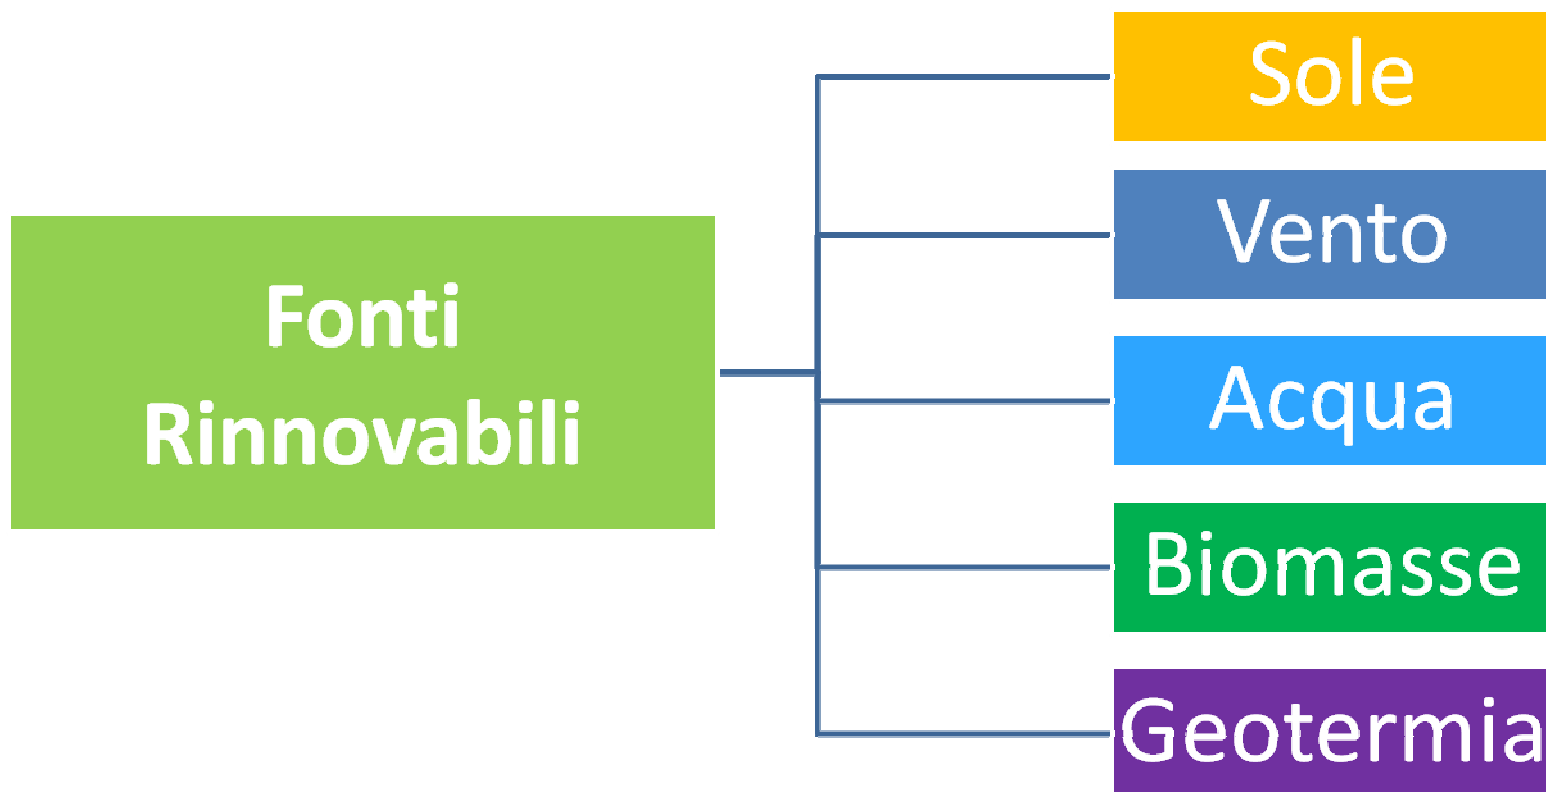 Fonti
Rinnovabili
Sole
Vento
Acqua
Biomasse
Geotermia